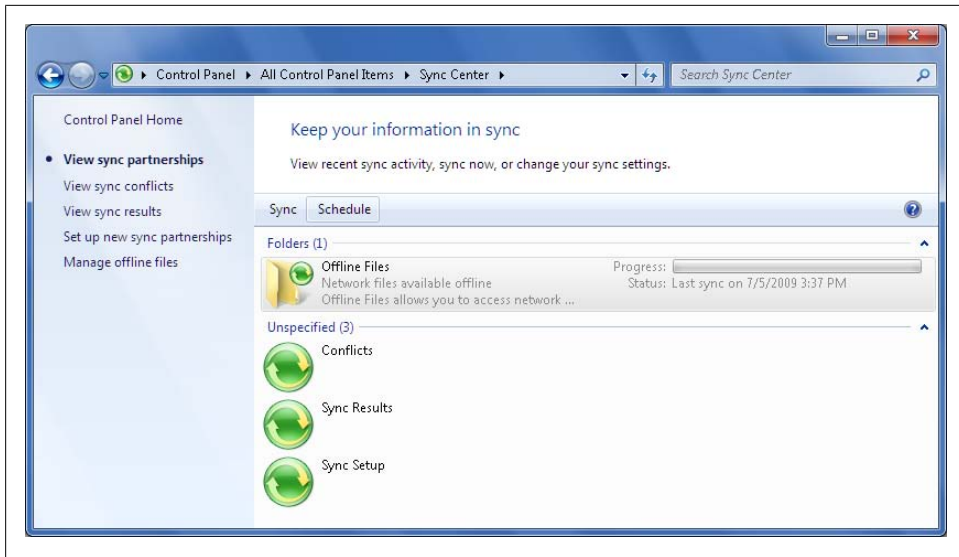 Control Panel All Control Panel Items Sync Center
Search Sync Center
Control Panel Home
View sync partnerships
View sync conflicts
View sync results
Set up new sync partnerships
Manage offline files
Keep your information in sync
View recent sync activity, sync now, or change your sync settings.
Sync Schedule
Folders (1)
Offline Files
Network files available offline
Offline Files allows you to access network ...
Progress:
Status: Last sync on 7/5/2009 3:37 PM
Unspecified (3)
Conflicts
Sync Results
Sync Setup